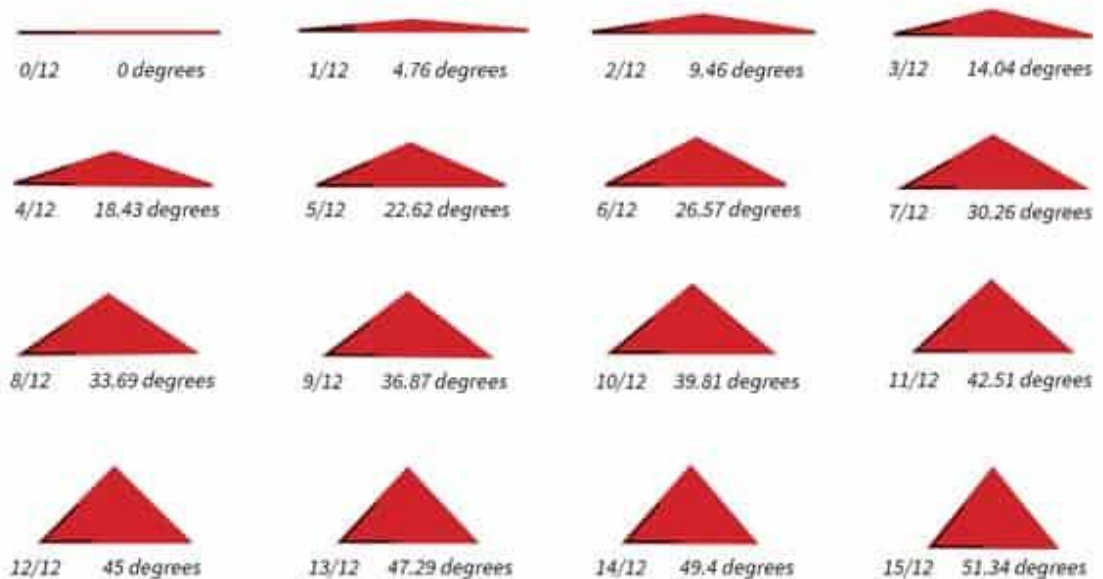 0/12 0 degrees 1/12 4.76 degrees 2/12 9.46 degrees 3/12 14.04 degrees
4/12 18.43 degrees 5/12 22.62 degrees 6/12 26.57 degrees 7/12 30.26 degrees
8/12 33.69 degrees 9/12 36.87 degrees 10/12 39.81 degrees 11/12 42.51 degrees
12/12 45 degrees 13/12 47.29 degrees 14/12 49.4 degrees 15/12 51.34 degrees